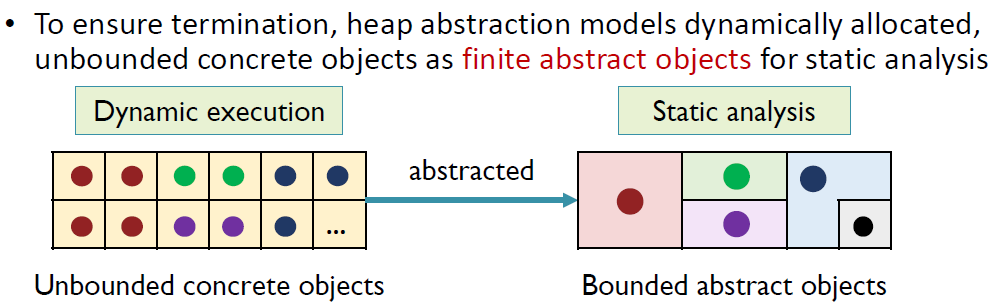 • To ensure termination, heap abstraction models dynamically allocated,
unbounded concrete objects as finite abstract objects for static analysis
Dynamic execution
Static analysis
abstracted
...
Unbounded concrete objects
Bounded abstract objects